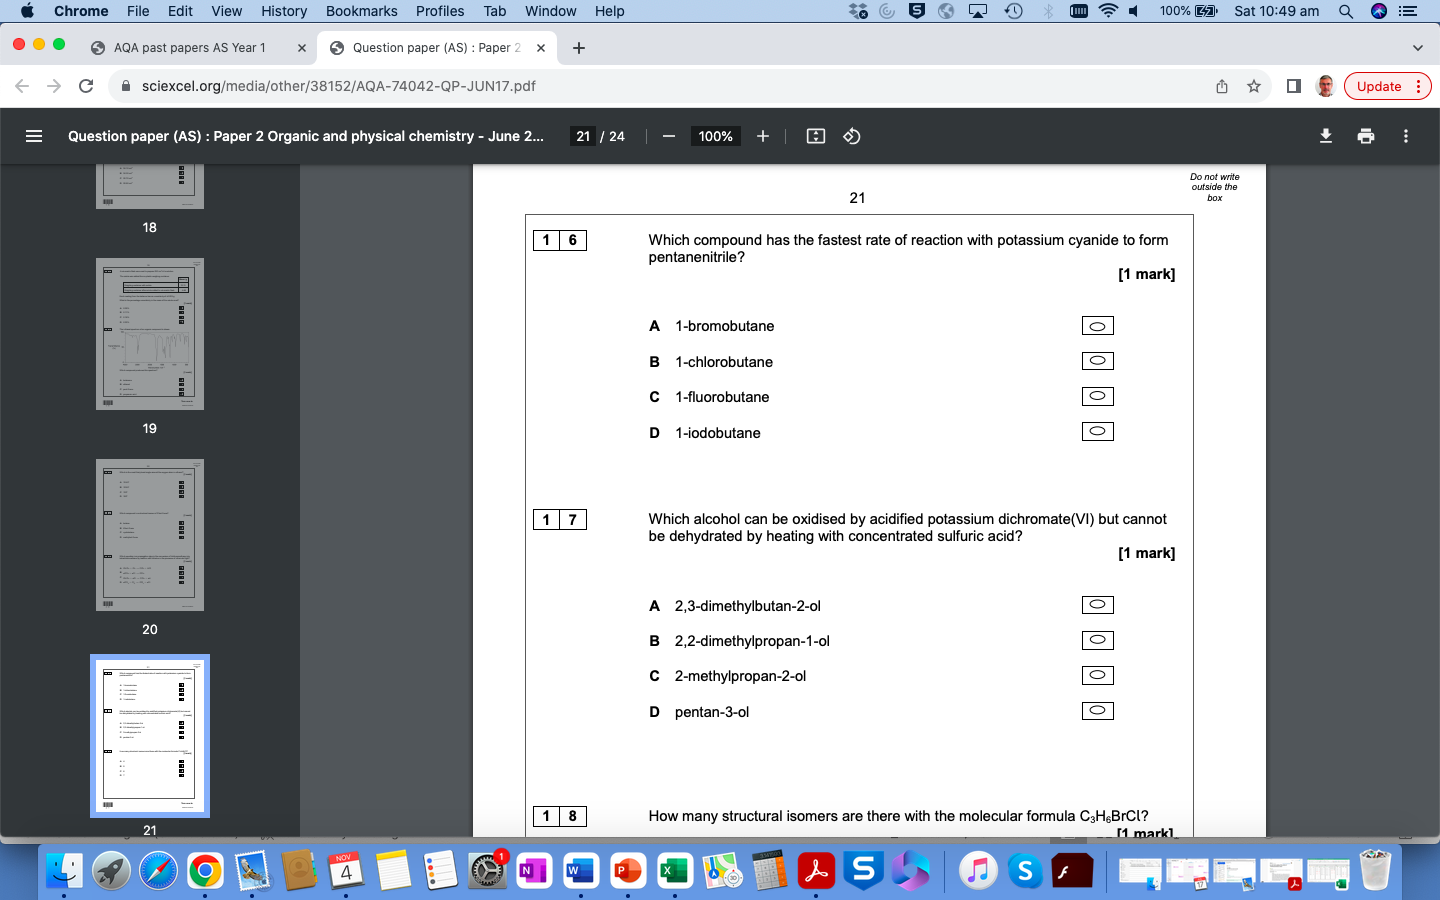 Chrome File Edit View History Bookmarks Profiles Tab Window Help 100% Sat 10:49 am
AQA past papers AS Year 1
Question paper (AS) : Paper 2
sciexcel.org/media/other/38152/AQA-74042-QP-JUN17.pdf
Update
Question paper (AS) : Paper 2 Organic and physical chemistry - June 2...
21 / 24
100%
18
19
20
21
Do not write
outside the
box
21
1 6 Which compound has the fastest rate of reaction with potassium cyanide to form
pentanenitrile?
[1 mark]
A 1-bromobutane
B 1-chlorobutane
C 1-fluorobutane
D 1-iodobutane
1 7 Which alcohol can be oxidised by acidified potassium dichromate(VI) but cannot
be dehydrated by heating with concentrated sulfuric acid?
[1 mark]
A 2,3-dimethylbutan-2-ol
B 2,2-dimethylpropan-1-ol
C 2-methylpropan-2-ol
D pentan-3-ol
1 8 How many structural isomers are there with the molecular formula C₃H₆BrCl?
[1 mark]
NOV
4
1